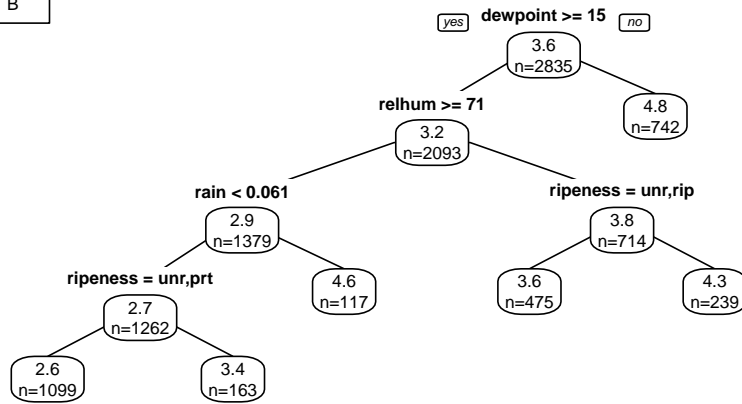 B
yes dewpoint >= 15 no
3.6
n=2835
relhum >= 71
4.8
n=742
3.2
n=2093
rain < 0.061
ripeness = unr,rip
2.9
n=1379
3.8
n=714
ripeness = unr,prt
4.6
n=117
3.6
n=475
4.3
n=239
2.7
n=1262
2.6
n=1099
3.4
n=163